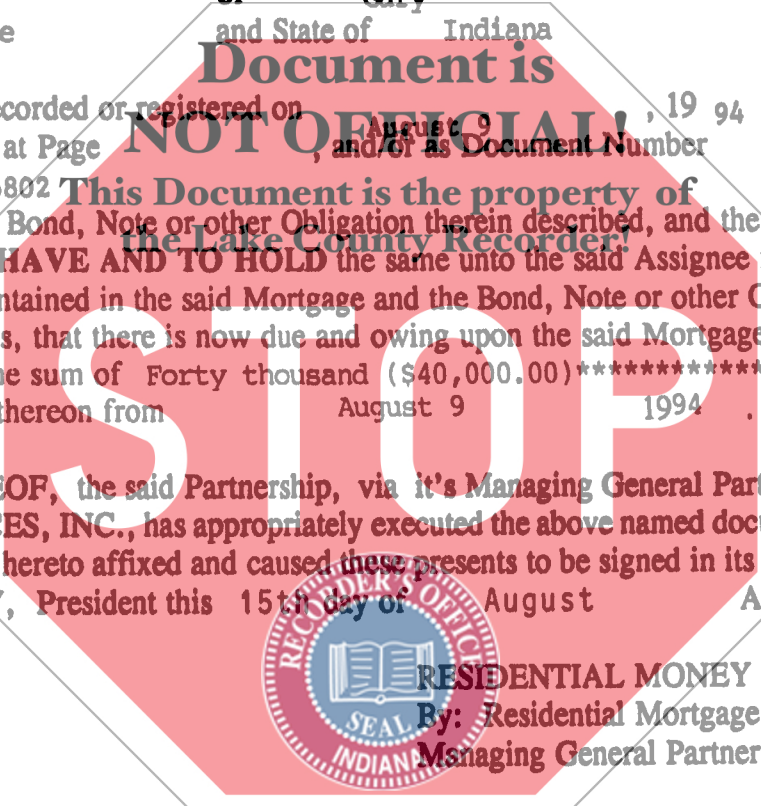 and State of Indiana
Document is
corded or registered on August 9, 19 94
NOT OFFICIAL!
at Page , and/or as Document Number
802
This Document is the property of
Bond, Note or other Obligation therein described, and the
the Lake County Recorder!
HAVE AND TO HOLD the same unto the said Assignee
ntained in the said Mortgage and the Bond, Note or other
s, that there is now due and owing upon the said Mortgage
e sum of Forty thousand ($40,000.00)************
thereon from August 9 1994 .
STOP
EOF, the said Partnership, via it's Managing General Part
CES, INC., has appropriately executed the above named doc
hereto affixed and caused these presents to be signed in its
, President this 15th day of August A
RECORDER'S OFFICE
SEAL
INDIANA
RESIDENTIAL MONEY
By: Residential Mortgage
Managing General Partner